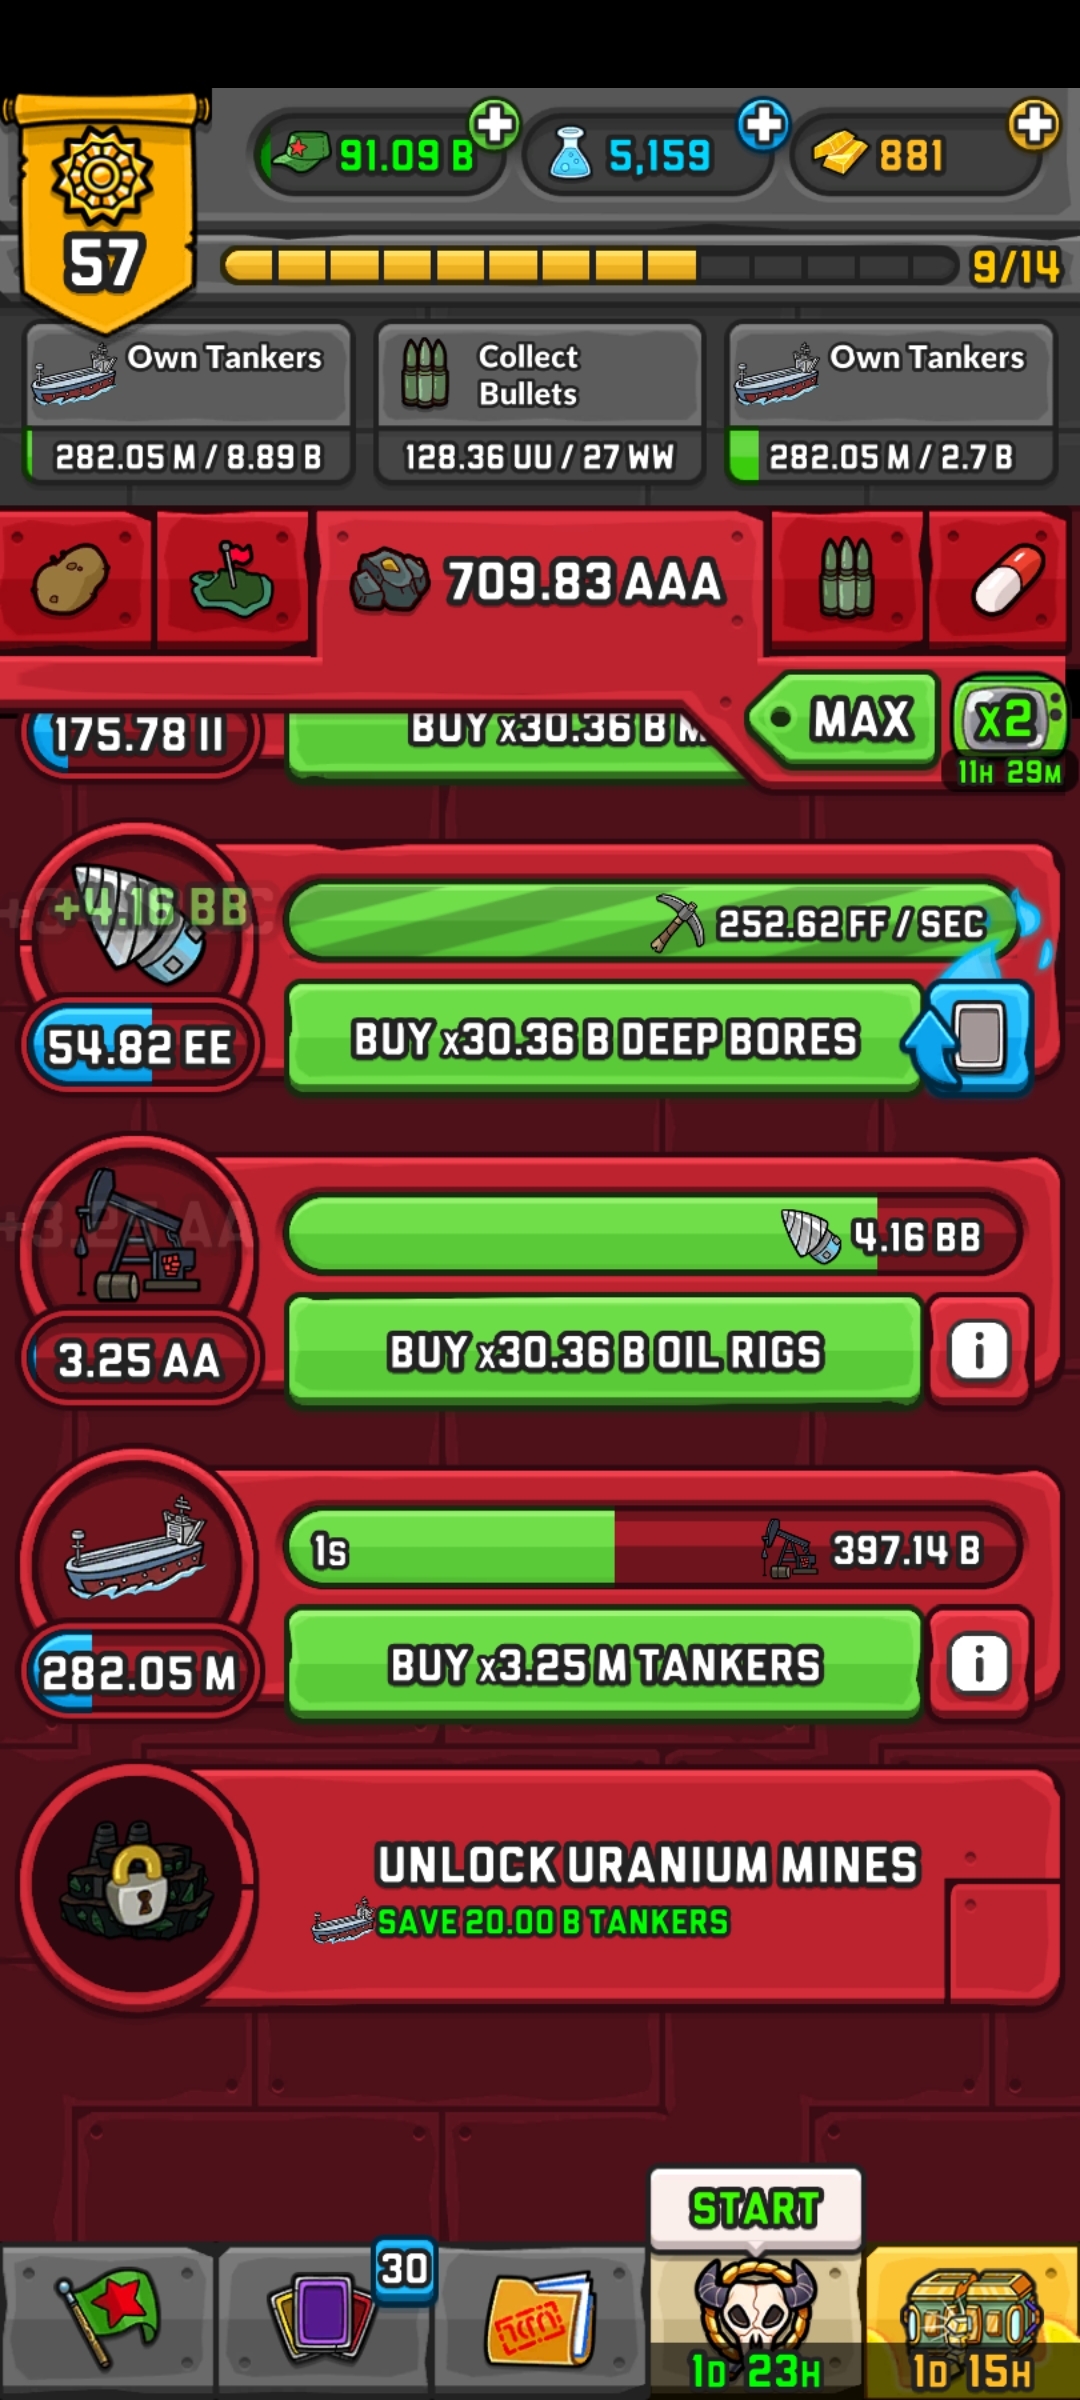 91.09 B
5,159
881
57
9/14
Own Tankers
282.05 M / 8.89 B
Collect
Bullets
128.36 UU / 27 WW
Own Tankers
282.05 M / 2.7 B
709.83 AAA
MAX
x2
11H 29M
175.78 II
BUY x30.36 B
+4.16 BB
252.62 FF / SEC
54.82 EE
BUY x30.36 B DEEP BORES
+3.25 AA
4.16 BB
3.25 AA
BUY x30.36 B OIL RIGS
i
1s
397.14 B
282.05 M
BUY x3.25 M TANKERS
i
UNLOCK URANIUM MINES
SAVE 20.00 B TANKERS
START
30
1D 23H
1D 15H